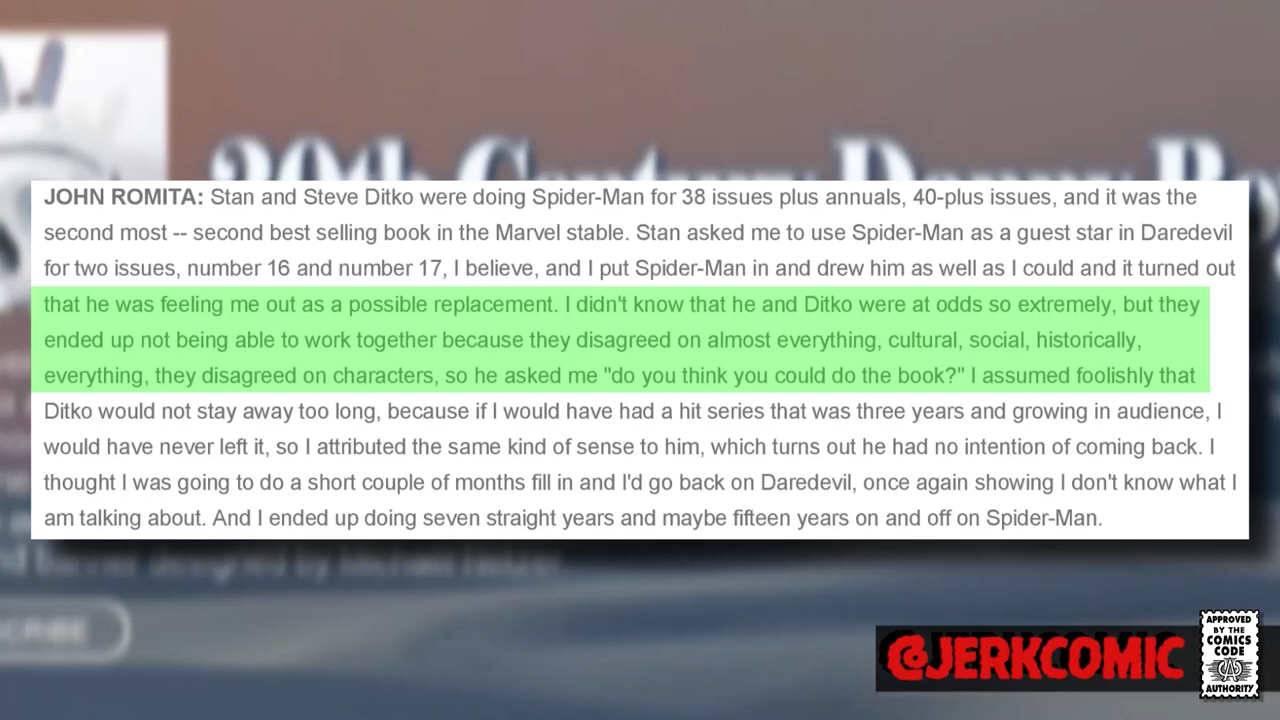 20th Century Danny Bo
JOHN ROMITA: Stan and Steve Ditko were doing Spider-Man for 38 issues plus annuals, 40-plus issues, and it was the
second most -- second best selling book in the Marvel stable. Stan asked me to use Spider-Man as a guest star in Daredevil
for two issues, number 16 and number 17, I believe, and I put Spider-Man in and drew him as well as I could and it turned out
that he was feeling me out as a possible replacement. I didn't know that he and Ditko were at odds so extremely, but they
ended up not being able to work together because they disagreed on almost everything, cultural, social, historically,
everything, they disagreed on characters, so he asked me "do you think you could do the book?" I assumed foolishly that
Ditko would not stay away too long, because if I would have had a hit series that was three years and growing in audience, I
would have never left it, so I attributed the same kind of sense to him, which turns out he had no intention of coming back. I
thought I was going to do a short couple of months fill in and I'd go back on Daredevil, once again showing I don't know what I
am talking about. And I ended up doing seven straight years and maybe fifteen years on and off on Spider-Man.
designed by Michael
CRIBE
@JERKCOMIC
APPROVED
BY THE
COMICS
CODE
CA
AUTHORITY